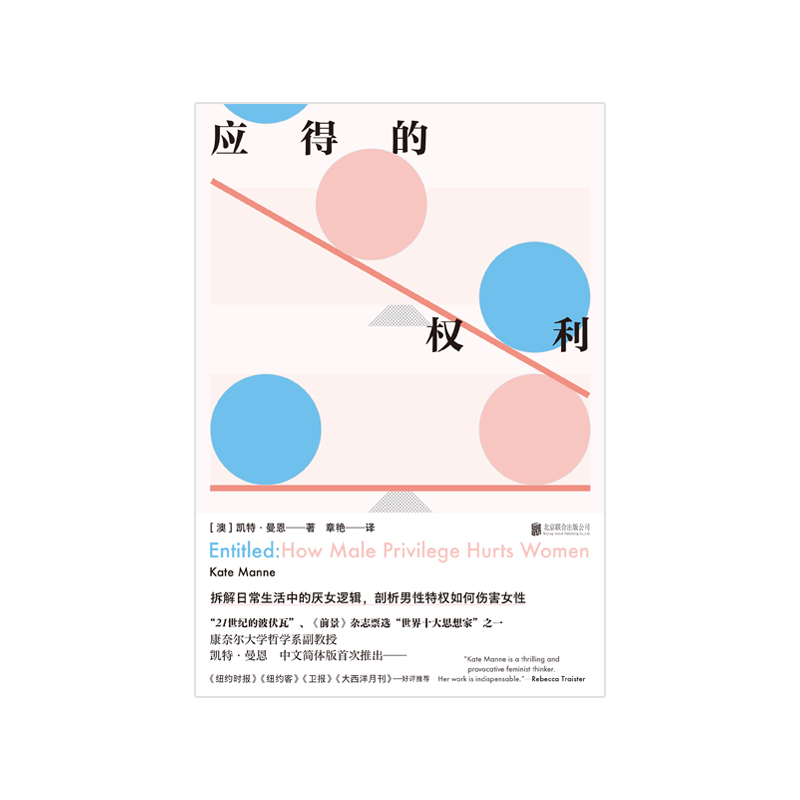 应得的
权利
[ 澳 ] 凯特·曼恩——著 章艳——译
北京联合出版公司
Entitled: How Male Privilege Hurts Women
Kate Manne
拆解日常生活中的厌女逻辑，剖析男性特权如何伤害女性
“21世纪的波伏瓦”、《前景》杂志票选“世界十大思想家”之一
康奈尔大学哲学系副教授
凯特·曼恩 中文简体版首次推出——
《纽约时报》《纽约客》《卫报》《大西洋月刊》—好评推荐
“Kate Manne is a thrilling and
provocative feminist thinker.
Her work is indispensable.”—Rebecca Traister